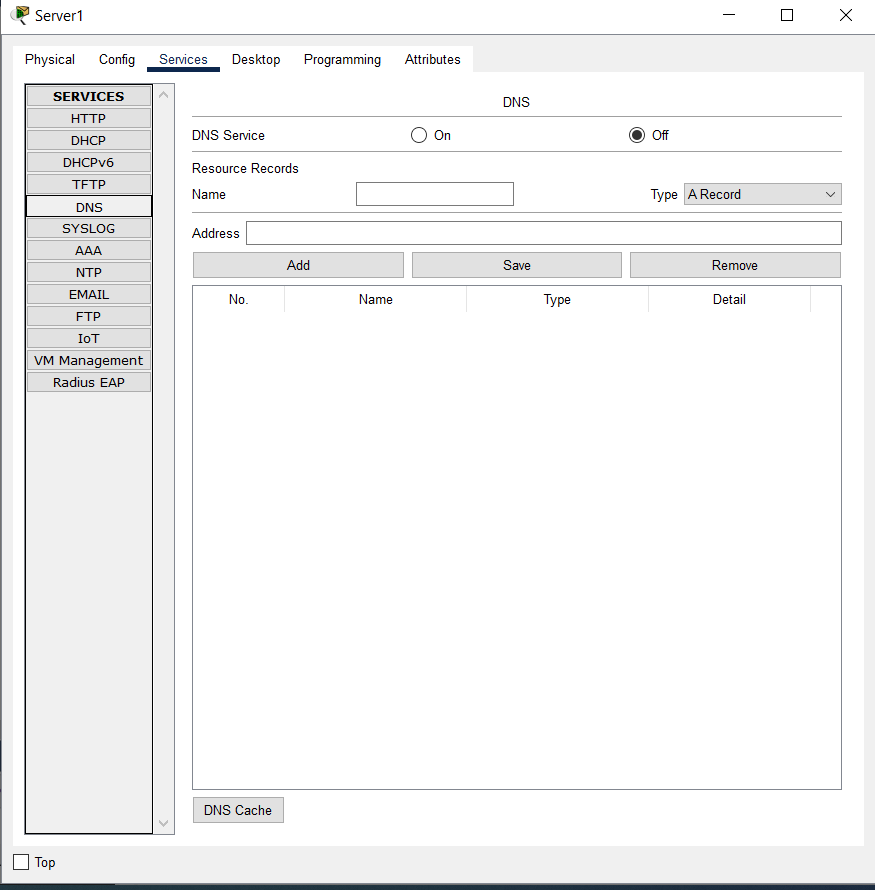 Server1
Physical Config Services Desktop Programming Attributes
SERVICES
HTTP
DHCP
DHCPv6
TFTP
DNS
SYSLOG
AAA
NTP
EMAIL
FTP
IoT
VM Management
Radius EAP
DNS
DNS Service On Off
Resource Records
Name Type A Record
Address
Add Save Remove
No. Name Type Detail
DNS Cache
Top